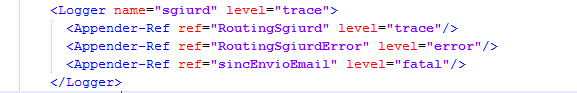 <Logger name="sgiurd" level="trace">
<Appender-Ref ref="RoutingSgiurd" level="trace"/>
<Appender-Ref ref="RoutingSgiurdError" level="error"/>
<Appender-Ref ref="sincEnvioEmail" level="fatal"/>
</Logger>